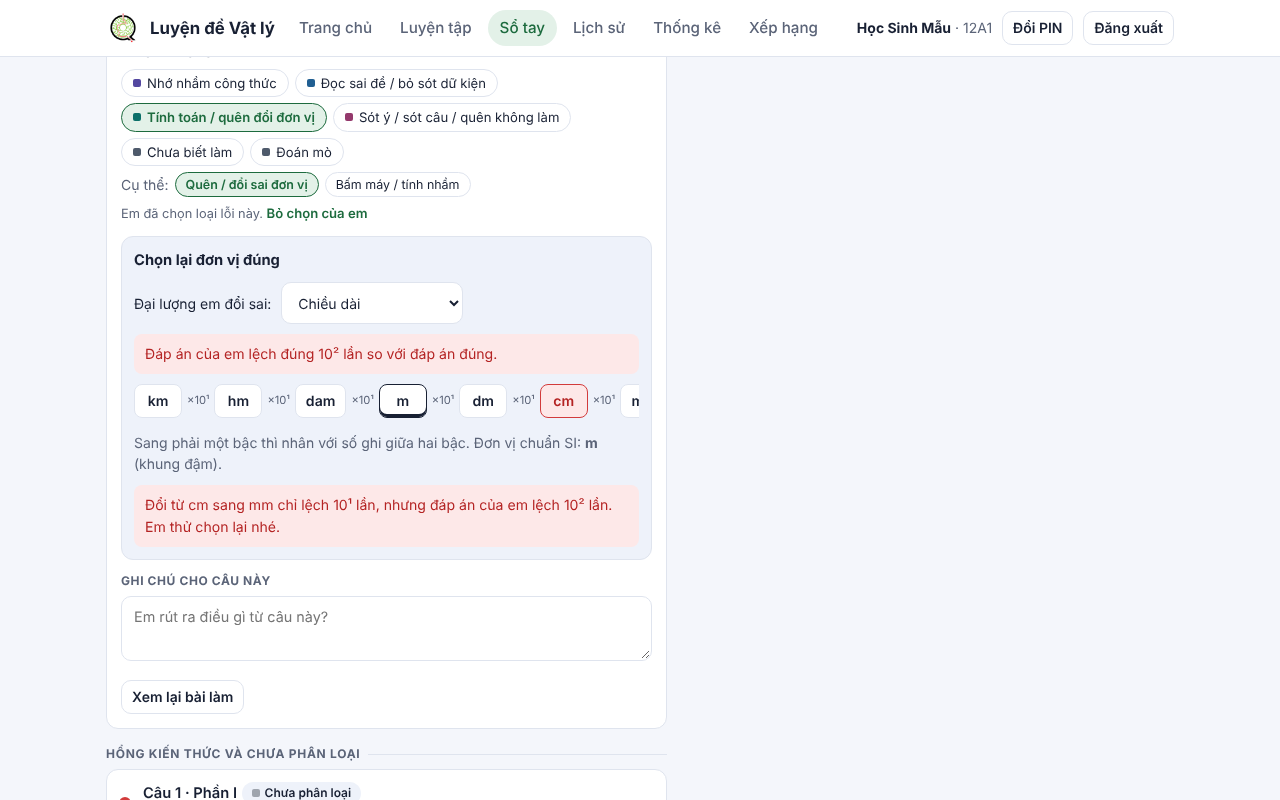 Luyện đề Vật lý Trang chủ Luyện tập Sổ tay Lịch sử Thống kê Xếp hạng Học Sinh Mẫu · 12A1 Đổi PIN Đăng xuất
Nhớ nhầm công thức Đọc sai đề / bỏ sót dữ kiện
Tính toán / quên đổi đơn vị Sót ý / sót câu / quên không làm
Chưa biết làm Đoán mò
Cụ thể: Quên / đổi sai đơn vị Bấm máy / tính nhầm
Em đã chọn loại lỗi này. Bỏ chọn của em
Chọn lại đơn vị đúng
Đại lượng em đổi sai: Chiều dài
Đáp án của em lệch đúng 10² lần so với đáp án đúng.
km ×10¹ hm ×10¹ dam ×10¹ m ×10¹ dm ×10¹ cm ×10¹
Sang phải một bậc thì nhân với số ghi giữa hai bậc. Đơn vị chuẩn SI: m
(khung đậm).
Đổi từ cm sang mm chỉ lệch 10¹ lần, nhưng đáp án của em lệch 10² lần.
Em thử chọn lại nhé.
GHI CHÚ CHO CÂU NÀY
Em rút ra điều gì từ câu này?
Xem lại bài làm
HỔNG KIẾN THỨC VÀ CHƯA PHÂN LOẠI
Câu 1 · Phần I Chưa phân loại